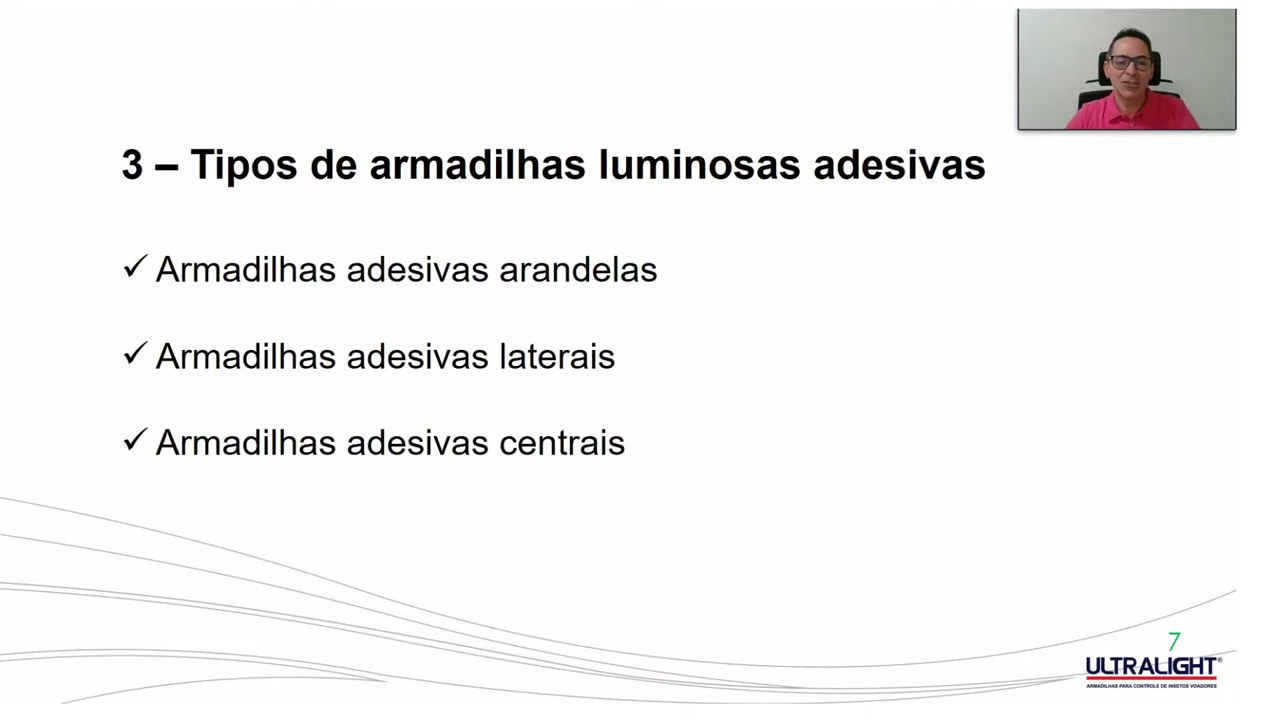 3 – Tipos de armadilhas luminosas adesivas
✓ Armadilhas adesivas arandelas
✓ Armadilhas adesivas laterais
✓ Armadilhas adesivas centrais
7
ULTRALIGHT®
ARMADILHAS PARA CONTROLE DE INSETOS VOADORES